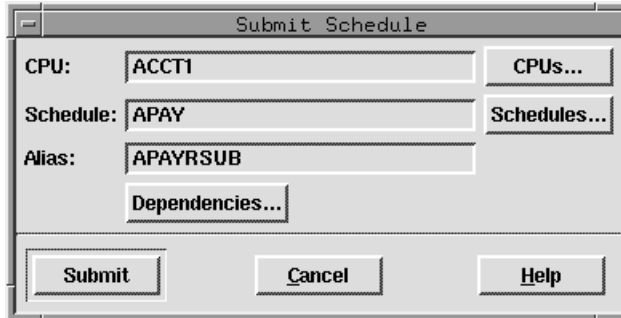 Submit Schedule
CPU: ACCT1 CPUs...
Schedule: APAY Schedules...
Alias: APAYRSUB
Dependencies...
Submit Cancel Help